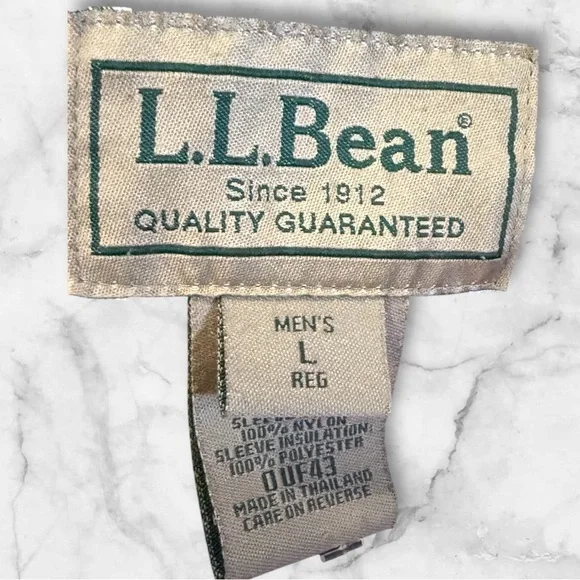 L.L.Bean®
Since 1912
QUALITY GUARANTEED
MEN'S
L
REG
100% NYLON
SLEEVE INSULATION:
100% POLYESTER
0UF43
MADE IN THAILAND
CARE ON REVERSE